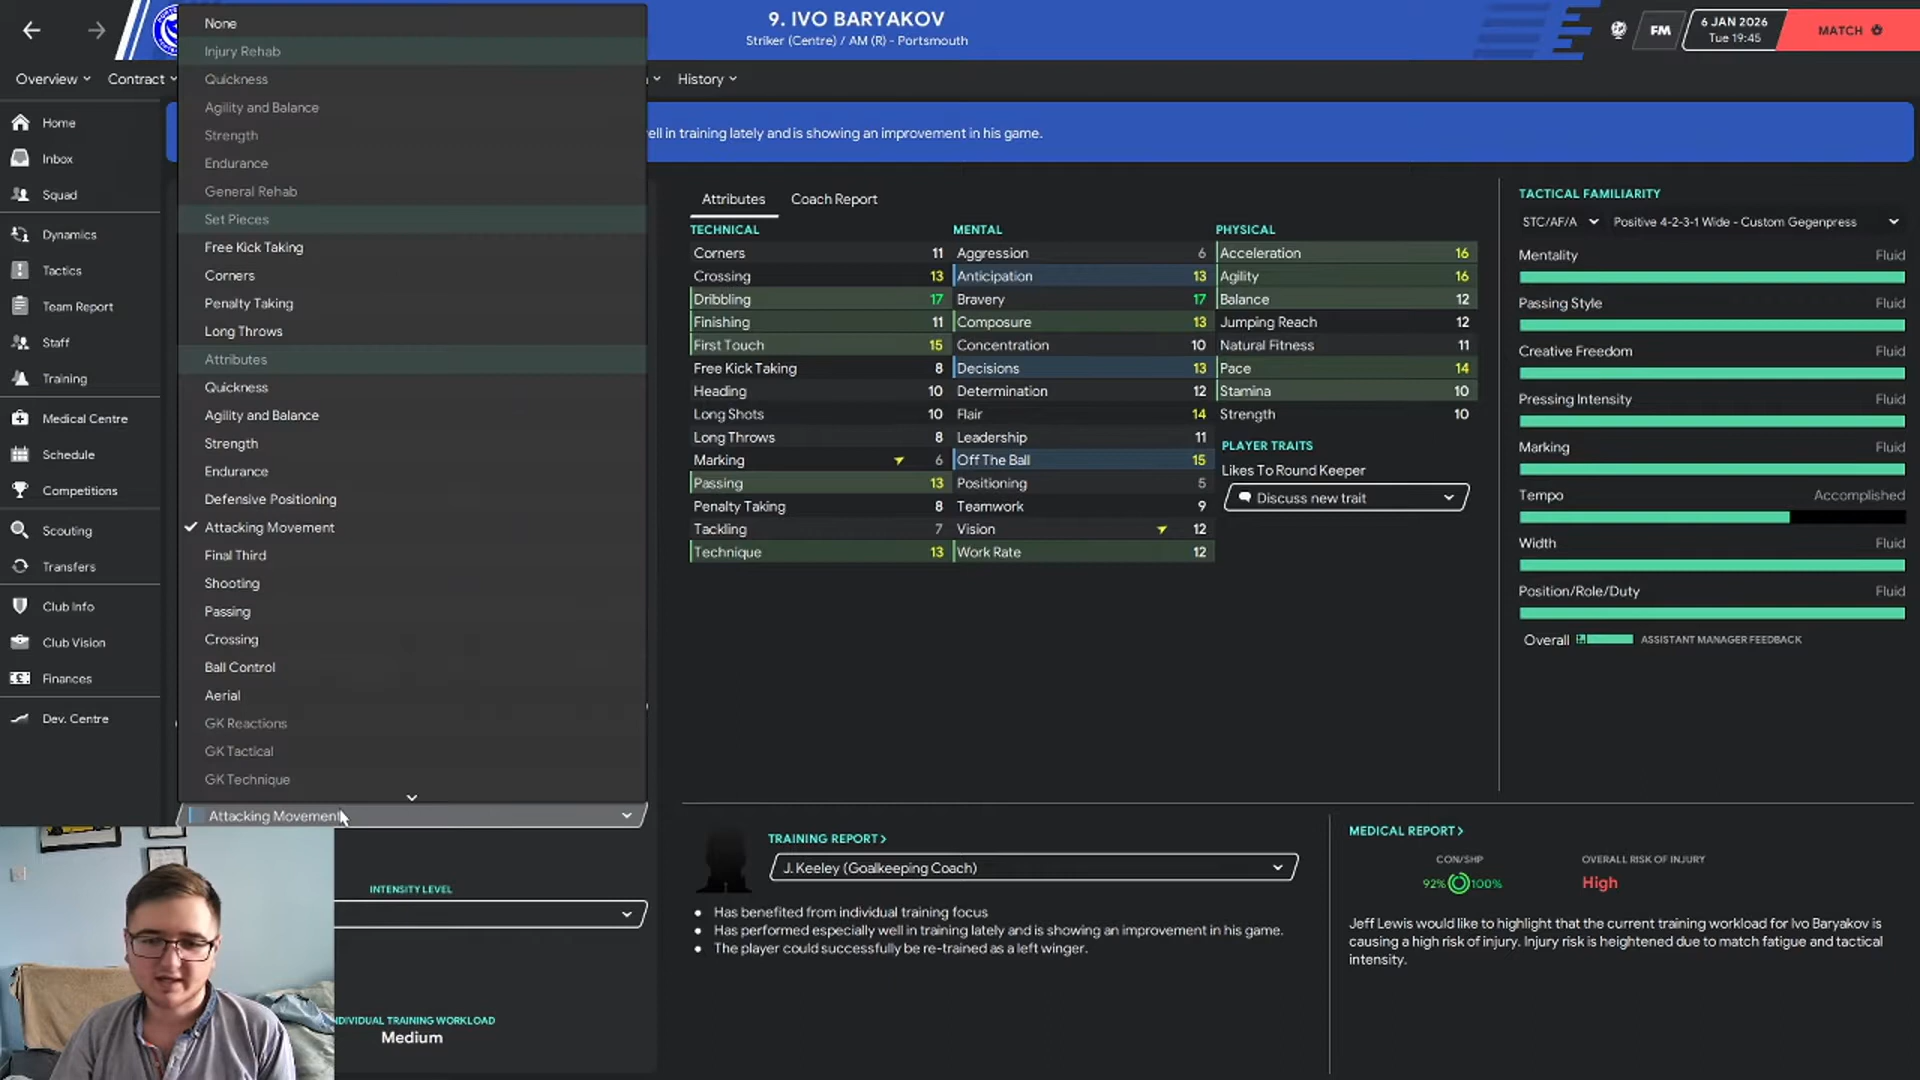 9. IVO BARYAKOV
Striker (Centre) / AM (R) - Portsmouth
FM
6 JAN 2026
Tue 19:45
MATCH
Overview
Contract
History
Home
Inbox
Squad
Dynamics
Tactics
Team Report
Staff
Training
Medical Centre
Schedule
Competitions
Scouting
Transfers
Club Info
Club Vision
Finances
Dev. Centre
None
Injury Rehab
Quickness
Agility and Balance
Strength
Endurance
General Rehab
Set Pieces
Free Kick Taking
Corners
Penalty Taking
Long Throws
Attributes
Quickness
Agility and Balance
Strength
Endurance
Defensive Positioning
Attacking Movement
Final Third
Shooting
Passing
Crossing
Ball Control
Aerial
GK Reactions
GK Tactical
GK Technique
Attacking Movement
INTENSITY LEVEL
INDIVIDUAL TRAINING WORKLOAD
Medium
ell in training lately and is showing an improvement in his game.
Attributes Coach Report
TECHNICAL
Corners 11
Crossing 13
Dribbling 17
Finishing 11
First Touch 15
Free Kick Taking 8
Heading 10
Long Shots 10
Long Throws 8
Marking 6
Passing 13
Penalty Taking 8
Tackling 7
Technique 13
MENTAL
Aggression 6
Anticipation 13
Bravery 17
Composure 13
Concentration 10
Decisions 13
Determination 12
Flair 14
Leadership 11
Off The Ball 15
Positioning 5
Teamwork 9
Vision 12
Work Rate 12
PHYSICAL
Acceleration 16
Agility 16
Balance 12
Jumping Reach 12
Natural Fitness 11
Pace 14
Stamina 10
Strength 10
PLAYER TRAITS
Likes To Round Keeper
Discuss new trait
TACTICAL FAMILIARITY
STC/AF/A Positive 4-2-3-1 Wide - Custom Gegenpress
Mentality Fluid
Passing Style Fluid
Creative Freedom Fluid
Pressing Intensity Fluid
Marking Fluid
Tempo Accomplished
Width Fluid
Position/Role/Duty Fluid
Overall ASSISTANT MANAGER FEEDBACK
TRAINING REPORT >
J. Keeley (Goalkeeping Coach)
• Has benefited from individual training focus
• Has performed especially well in training lately and is showing an improvement in his game.
• The player could successfully be re-trained as a left winger.
MEDICAL REPORT >
CON/SHP
92% 100%
OVERALL RISK OF INJURY
High
Jeff Lewis would like to highlight that the current training workload for Ivo Baryakov is
causing a high risk of injury. Injury risk is heightened due to match fatigue and tactical
intensity.